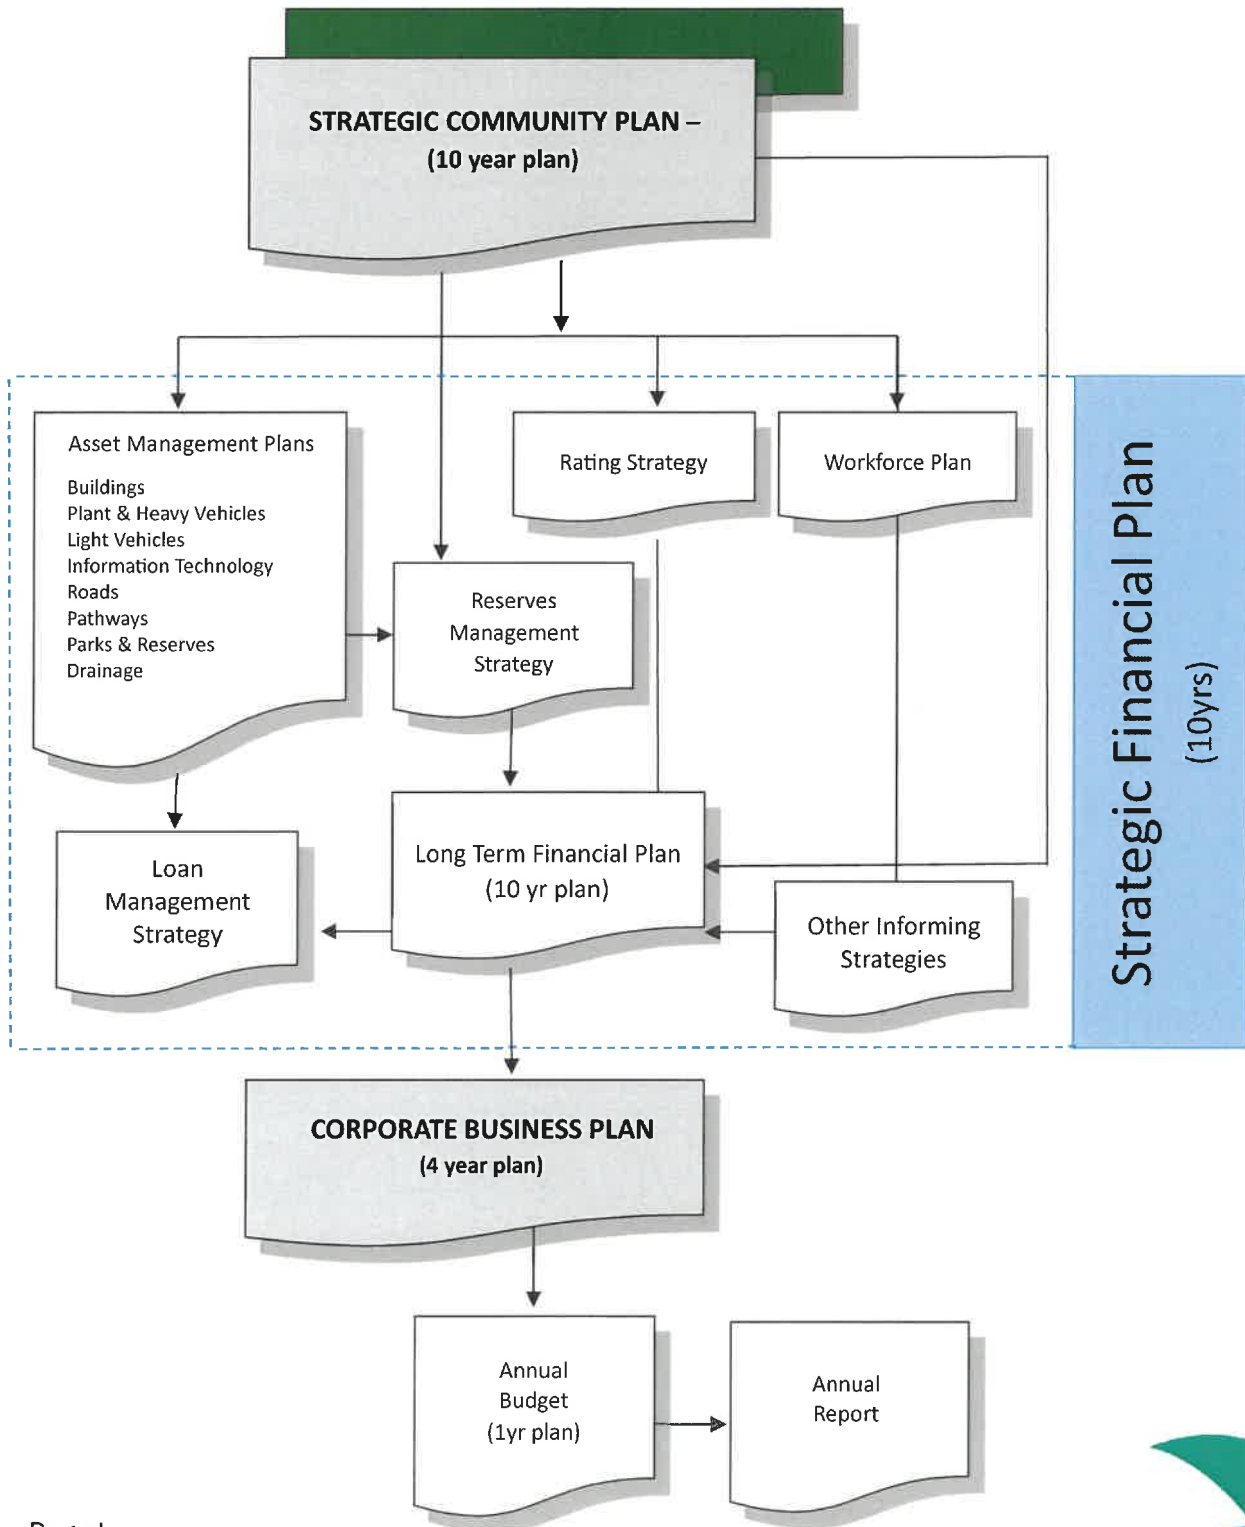 STRATEGIC COMMUNITY PLAN –
(10 year plan)
Asset Management Plans
Buildings
Plant & Heavy Vehicles
Light Vehicles
Information Technology
Roads
Pathways
Parks & Reserves
Drainage
Rating Strategy
Workforce Plan
Reserves
Management
Strategy
Strategic Financial Plan
(10yrs)
Loan
Management
Strategy
Long Term Financial Plan
(10 yr plan)
Other Informing
Strategies
CORPORATE BUSINESS PLAN
(4 year plan)
Annual
Budget
(1yr plan)
Annual
Report